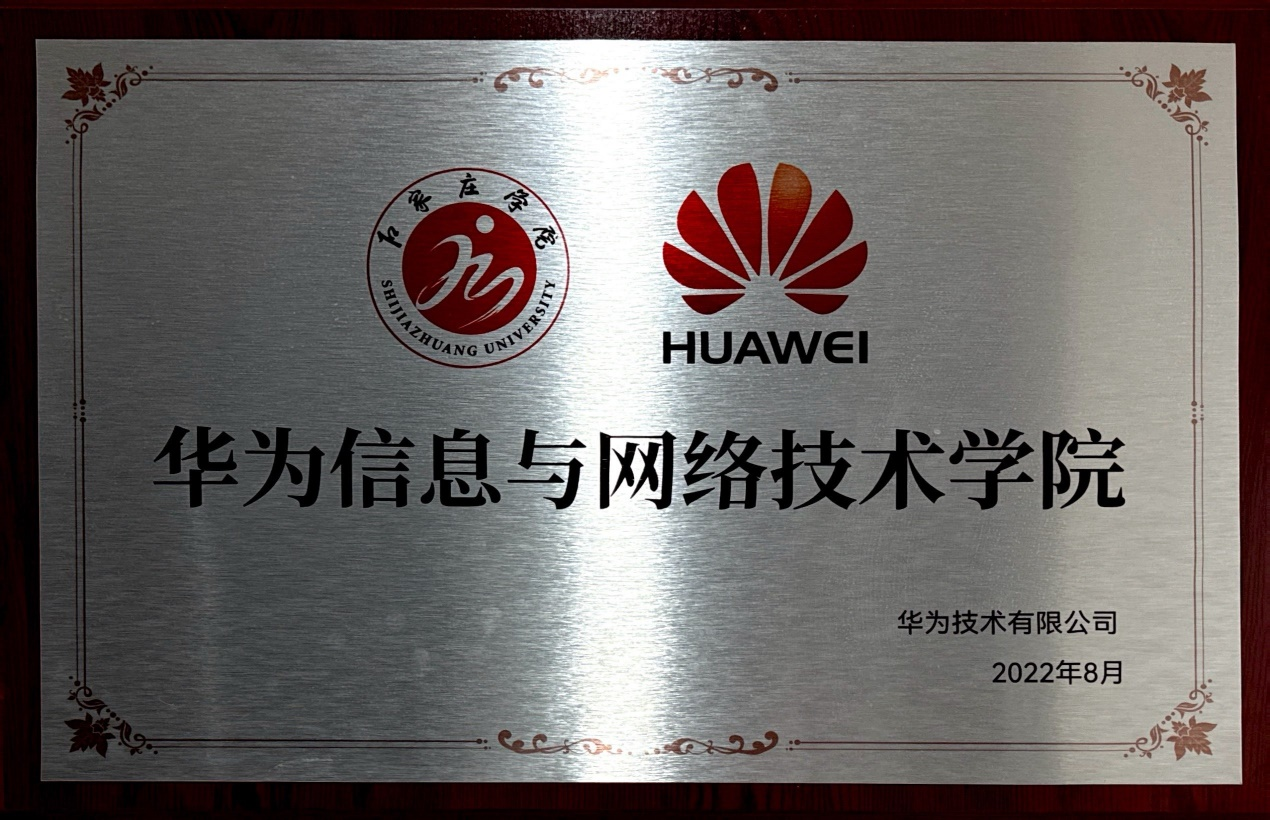 石家庄学院
SHIJIAZHUANG UNIVERSITY
HUAWEI
华为信息与网络技术学院
华为技术有限公司
2022年8月